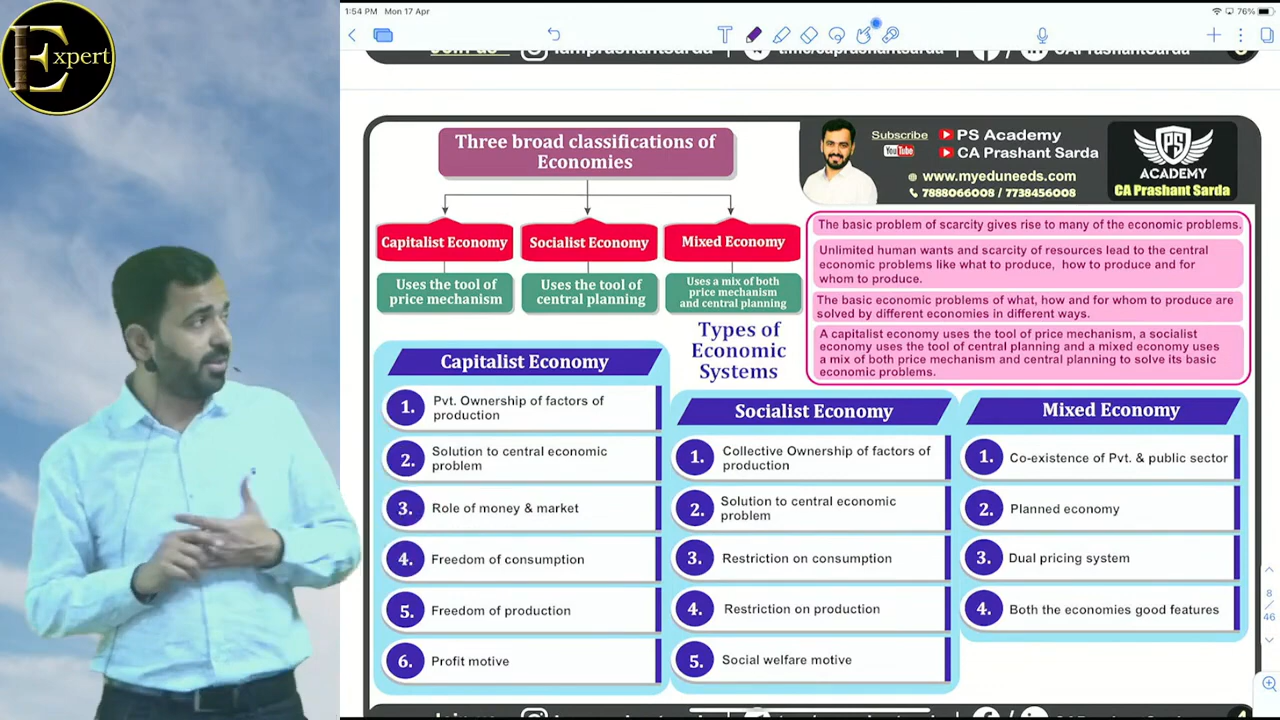 Expert
1:54 PM Mon 17 Apr
76%
CAPrashantSarda
Three broad classifications of
Economies
Subscribe
YouTube
PS Academy
CA Prashant Sarda
www.myeduneeds.com
7888066008 / 7738456008
PS
ACADEMY
CA Prashant Sarda
Capitalist Economy
Socialist Economy
Mixed Economy
Uses the tool of
price mechanism
Uses the tool of
central planning
Uses a mix of both
price mechanism
and central planning
The basic problem of scarcity gives rise to many of the economic problems.
Unlimited human wants and scarcity of resources lead to the central
economic problems like what to produce, how to produce and for
whom to produce.
The basic economic problems of what, how and for whom to produce are
solved by different economies in different ways.
A capitalist economy uses the tool of price mechanism, a socialist
economy uses the tool of central planning and a mixed economy uses
a mix of both price mechanism and central planning to solve its basic
economic problems.
Types of
Economic
Systems
Capitalist Economy
1. Pvt. Ownership of factors of
production
2. Solution to central economic
problem
3. Role of money & market
4. Freedom of consumption
5. Freedom of production
6. Profit motive
Socialist Economy
1. Collective Ownership of factors of
production
2. Solution to central economic
problem
3. Restriction on consumption
4. Restriction on production
5. Social welfare motive
Mixed Economy
1. Co-existence of Pvt. & public sector
2. Planned economy
3. Dual pricing system
4. Both the economies good features
8
/
46